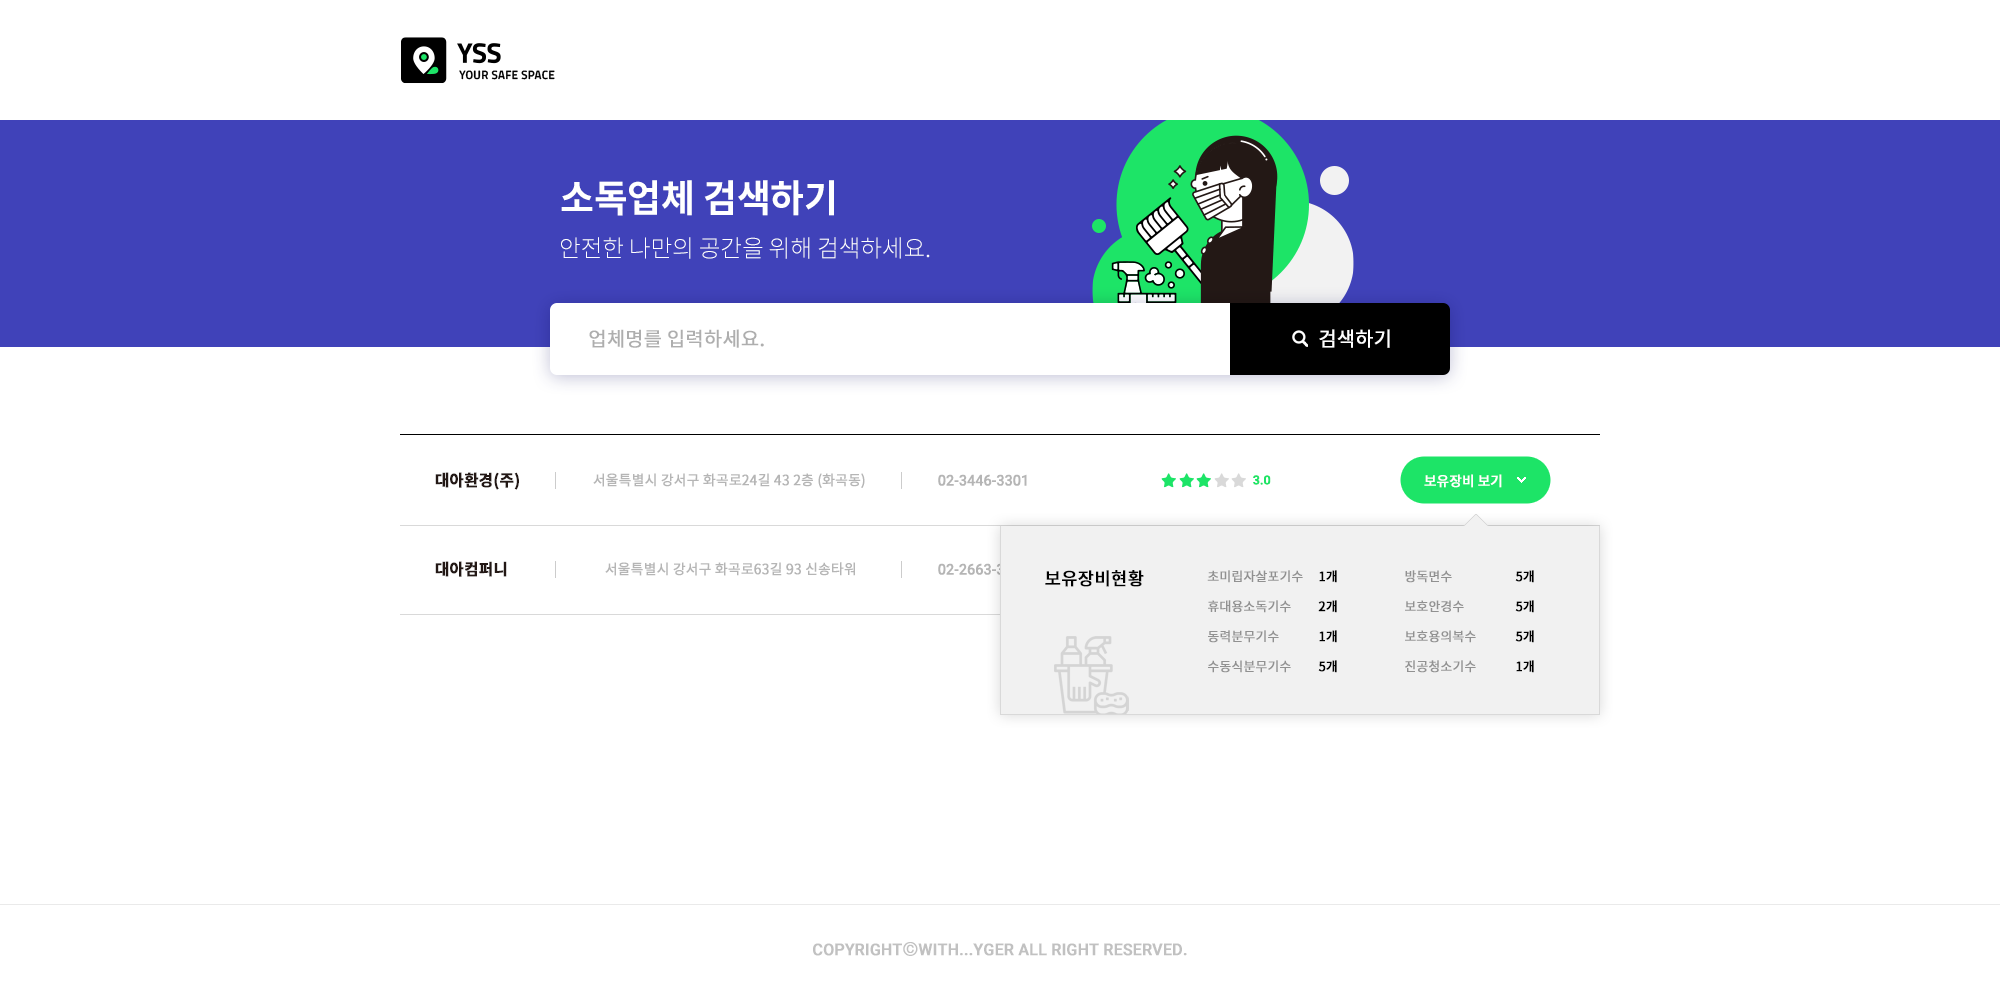 YSS
YOUR SAFE SPACE
소독업체 검색하기
안전한 나만의 공간을 위해 검색하세요.
업체명를 입력하세요.
검색하기
대아환경(주)
서울특별시 강서구 화곡로24길 43 2층 (화곡동)
02-3446-3301
3.0
보유장비 보기
대아컴퍼니
서울특별시 강서구 화곡로63길 93 신송타워
02-2663-
보유장비현황
초미립자살포기수 1개
방독면수 5개
휴대용소독기수 2개
보호안경수 5개
동력분무기수 1개
보호용의복수 5개
수동식분무기수 5개
진공청소기수 1개
COPYRIGHT©WITH...YGER ALL RIGHT RESERVED.